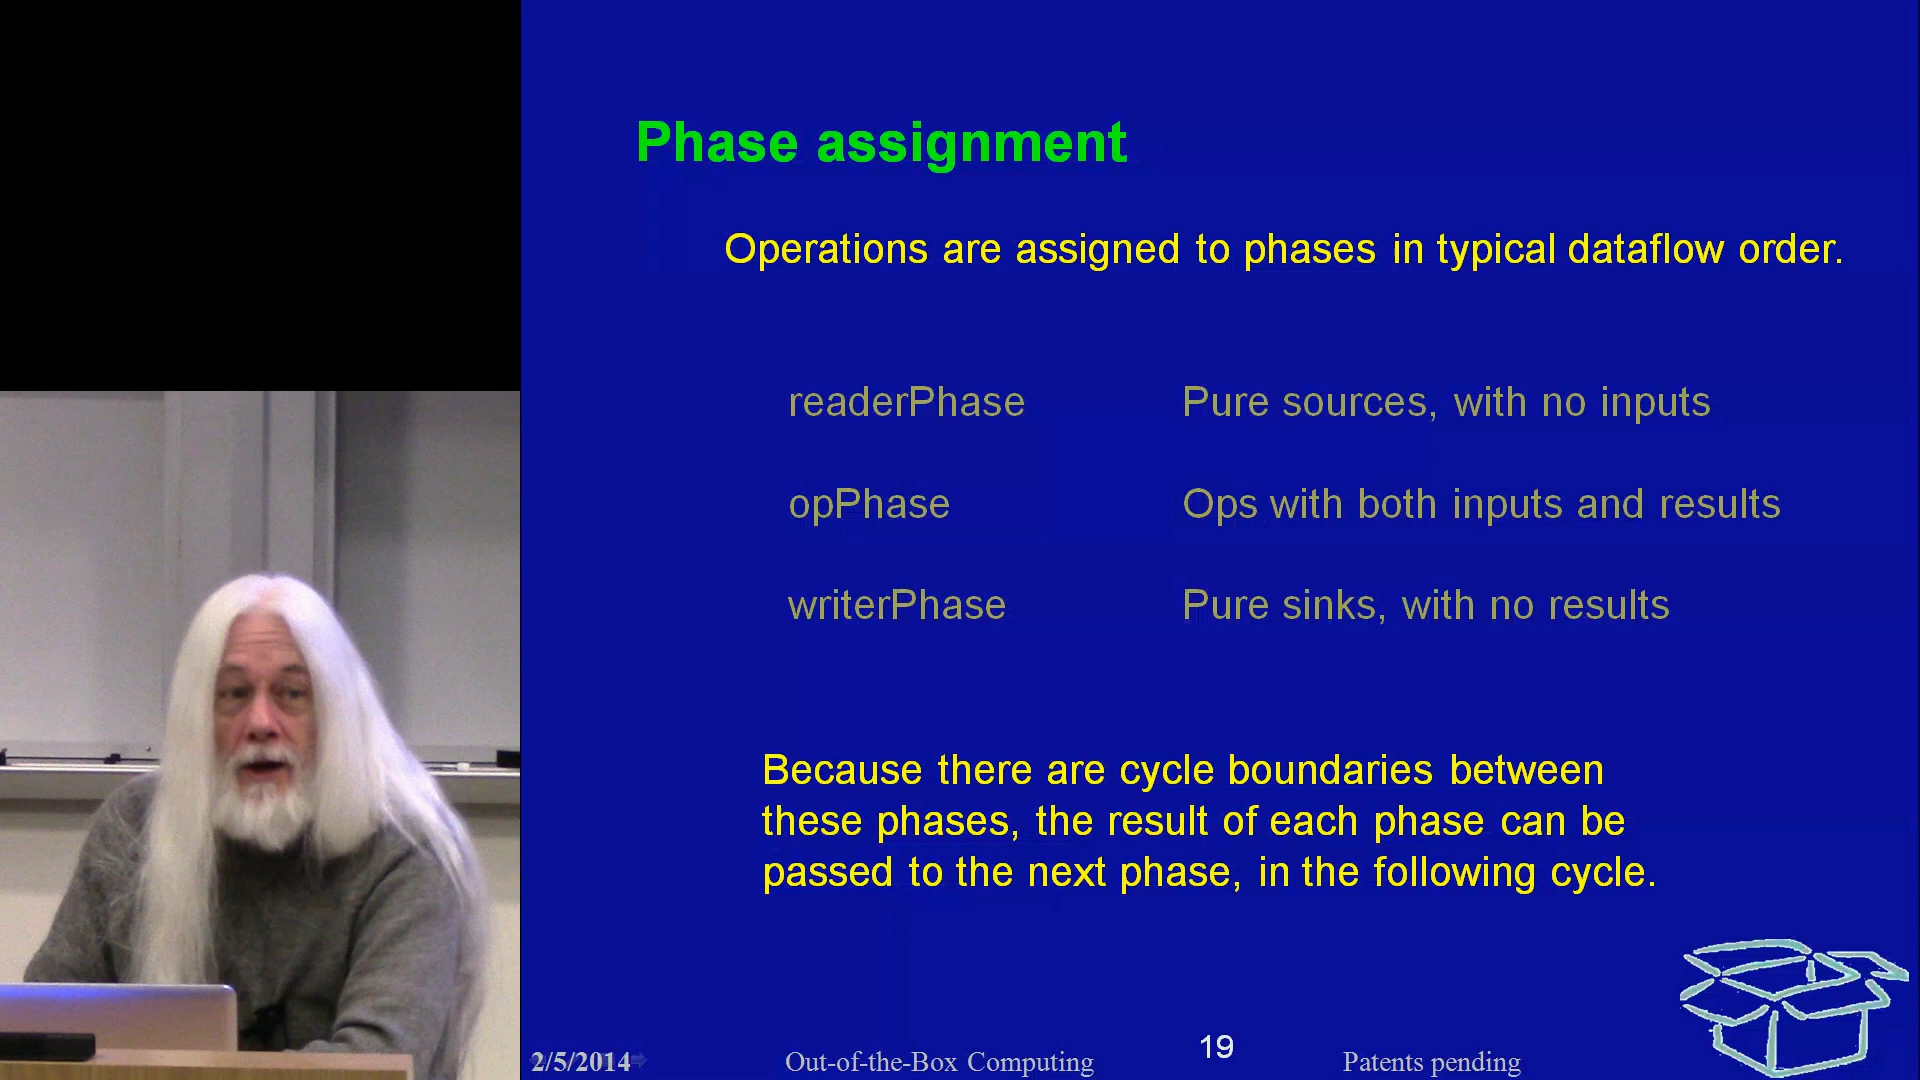 Phase assignment
Operations are assigned to phases in typical dataflow order.
readerPhase Pure sources, with no inputs
opPhase Ops with both inputs and results
writerPhase Pure sinks, with no results
Because there are cycle boundaries between
these phases, the result of each phase can be
passed to the next phase, in the following cycle.
2/5/2014 Out-of-the-Box Computing 19 Patents pending